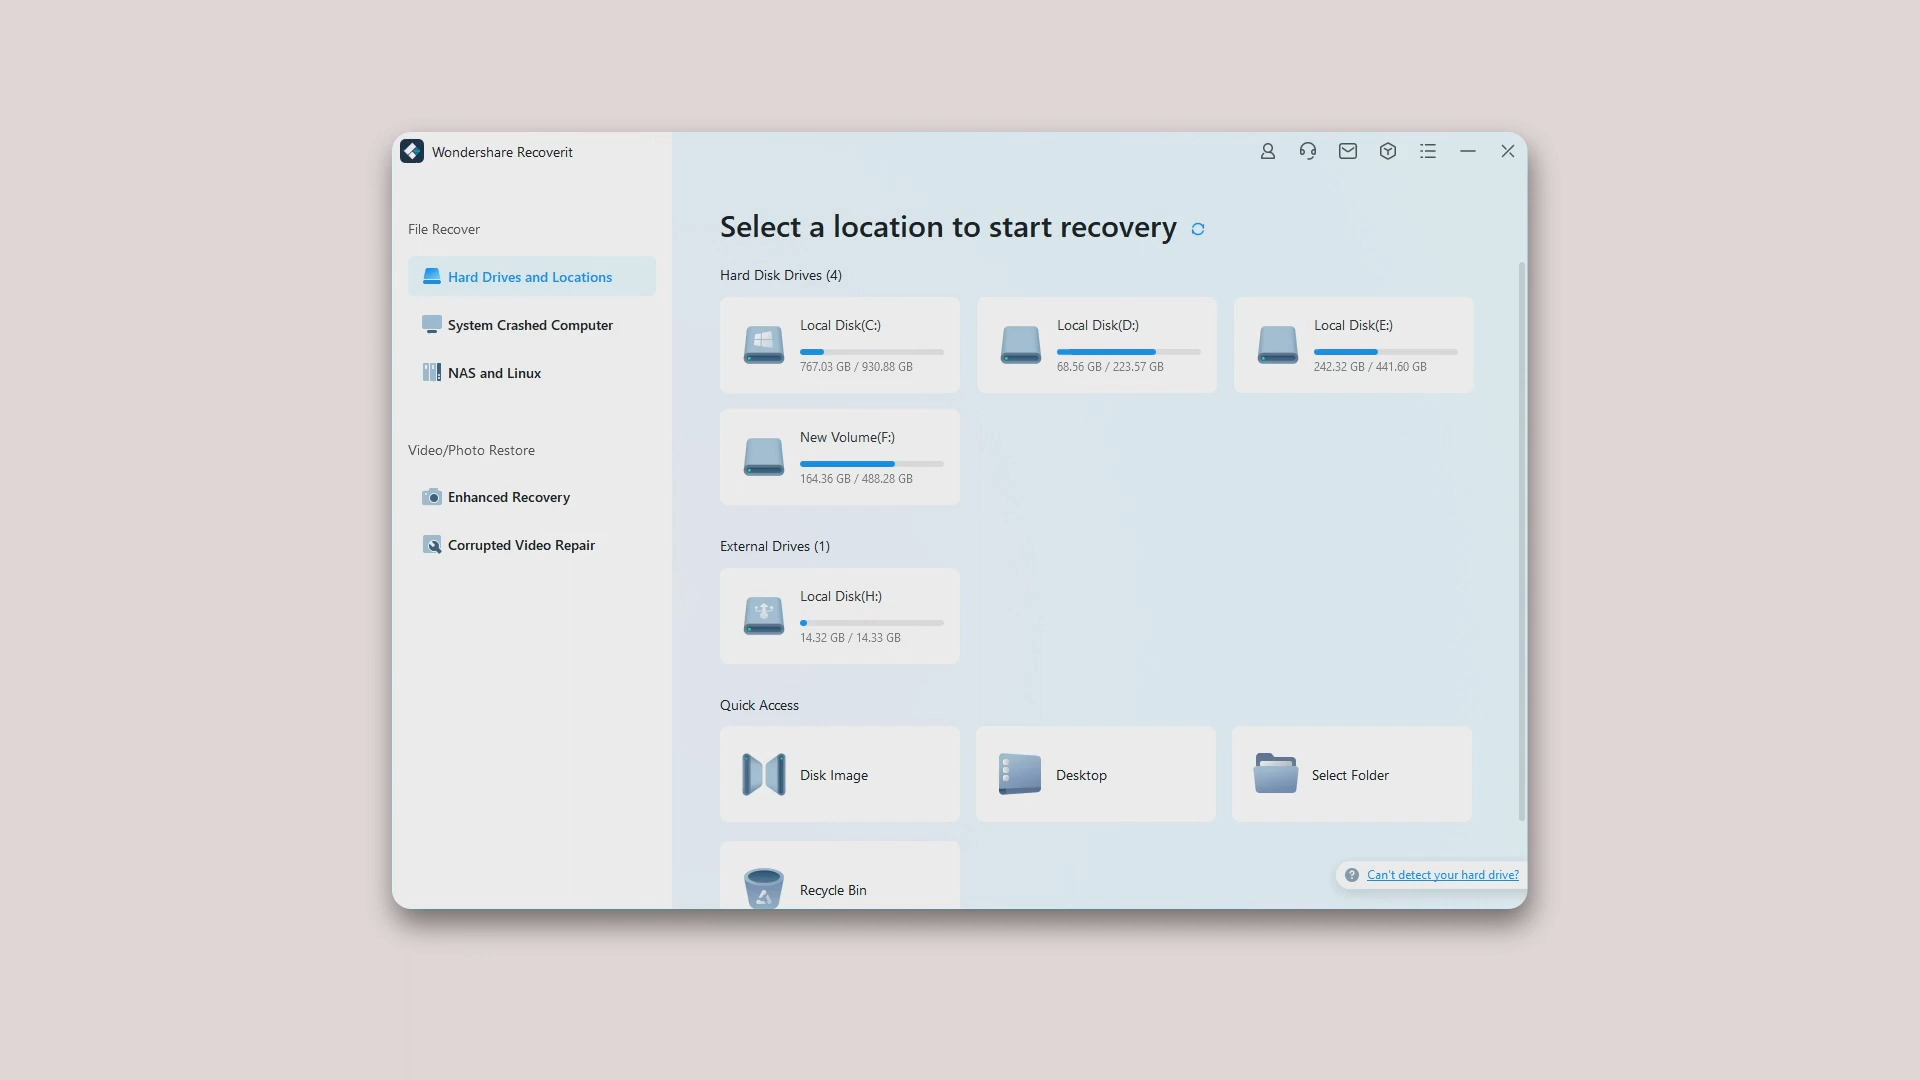 Wondershare Recoverit
File Recover
Hard Drives and Locations
System Crashed Computer
NAS and Linux
Video/Photo Restore
Enhanced Recovery
Corrupted Video Repair
Select a location to start recovery
Hard Disk Drives (4)
Local Disk(C:)
767.03 GB / 930.88 GB
Local Disk(D:)
68.56 GB / 223.57 GB
Local Disk(E:)
242.32 GB / 441.60 GB
New Volume(F:)
164.36 GB / 488.28 GB
External Drives (1)
Local Disk(H:)
14.32 GB / 14.33 GB
Quick Access
Disk Image
Desktop
Select Folder
Recycle Bin
Can't detect your hard drive?